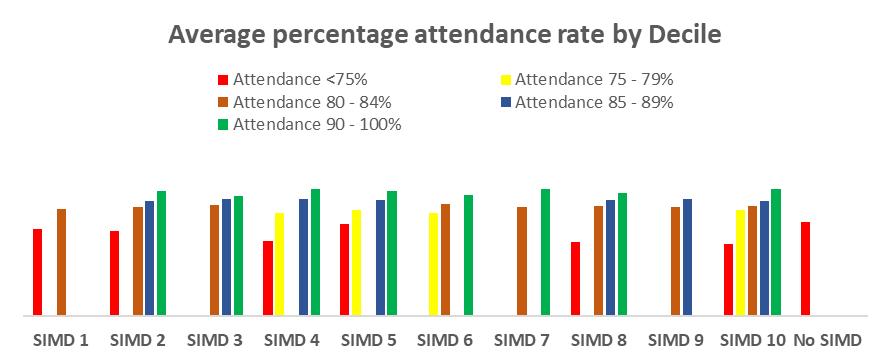 Average percentage attendance rate by Decile
Attendance <75%
Attendance 75 - 79%
Attendance 80 - 84%
Attendance 85 - 89%
Attendance 90 - 100%
SIMD 1 SIMD 2 SIMD 3 SIMD 4 SIMD 5 SIMD 6 SIMD 7 SIMD 8 SIMD 9 SIMD 10 No SIMD